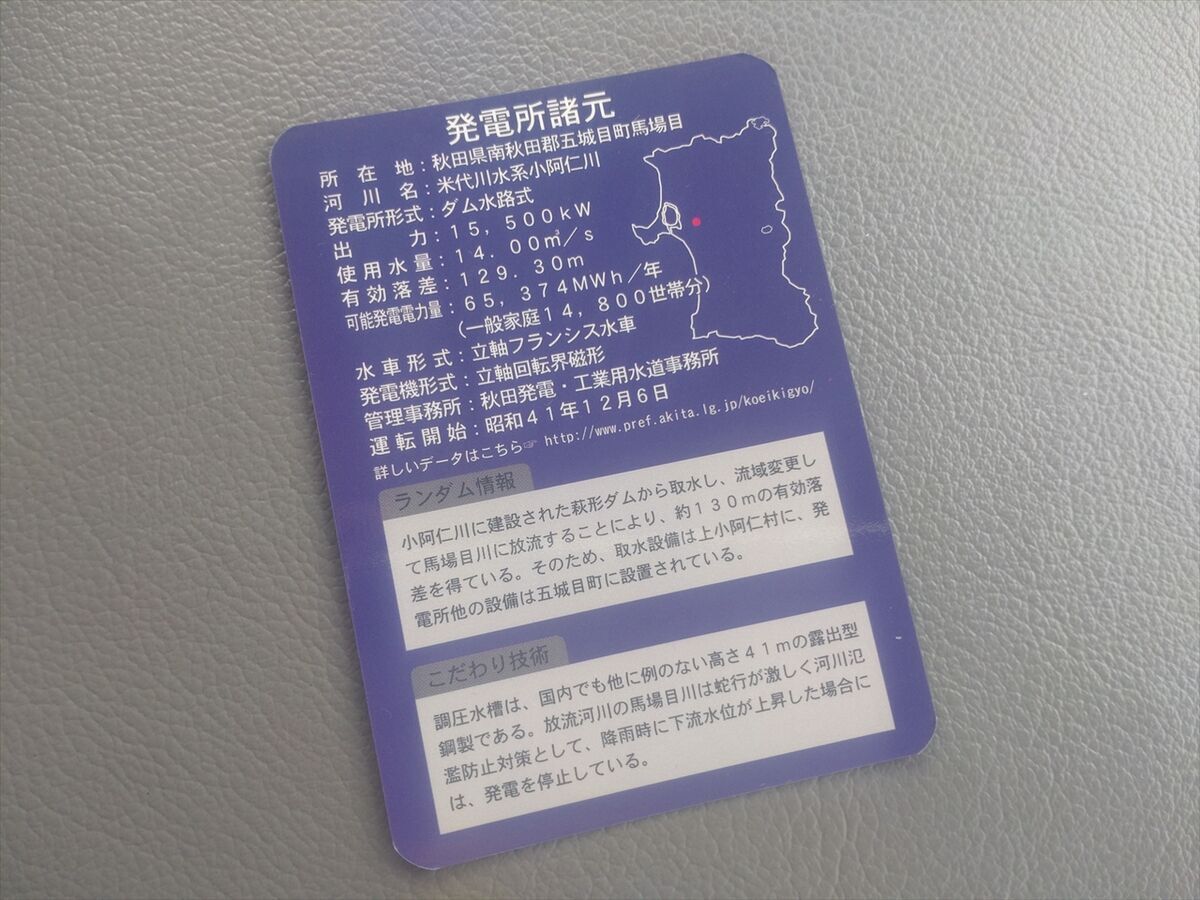 発電所諸元
所在地：秋田県南秋田郡五城目町馬場目
河川名：米代川水系小阿仁川
発電所形式：ダム水路式
出力：１５，５００ｋＷ
使用水量：１４．００㎥／ｓ
有効落差：１２９．３０ｍ
可能発電電力量：６５，３７４ＭＷｈ／年
（一般家庭１４，８００世帯分）
水車形式：立軸フランシス水車
発電機形式：立軸回転界磁形
管理事務所：秋田発電・工業用水道事務所
運転開始：昭和４１年１２月６日
詳しいデータはこちら☞ http://www.pref.akita.lg.jp/koeikigyo/
ランダム情報
小阿仁川に建設された萩形ダムから取水し、流域変更し
て馬場目川に放流することにより、約１３０ｍの有効落
差を得ている。そのため、取水設備は上小阿仁村に、発
電所他の設備は五城目町に設置されている。
こだわり技術
調圧水槽は、国内でも他に例のない高さ４１ｍの露出型
鋼製である。放流河川の馬場目川は蛇行が激しく河川氾
濫防止対策として、降雨時に下流水位が上昇した場合に
は、発電を停止している。